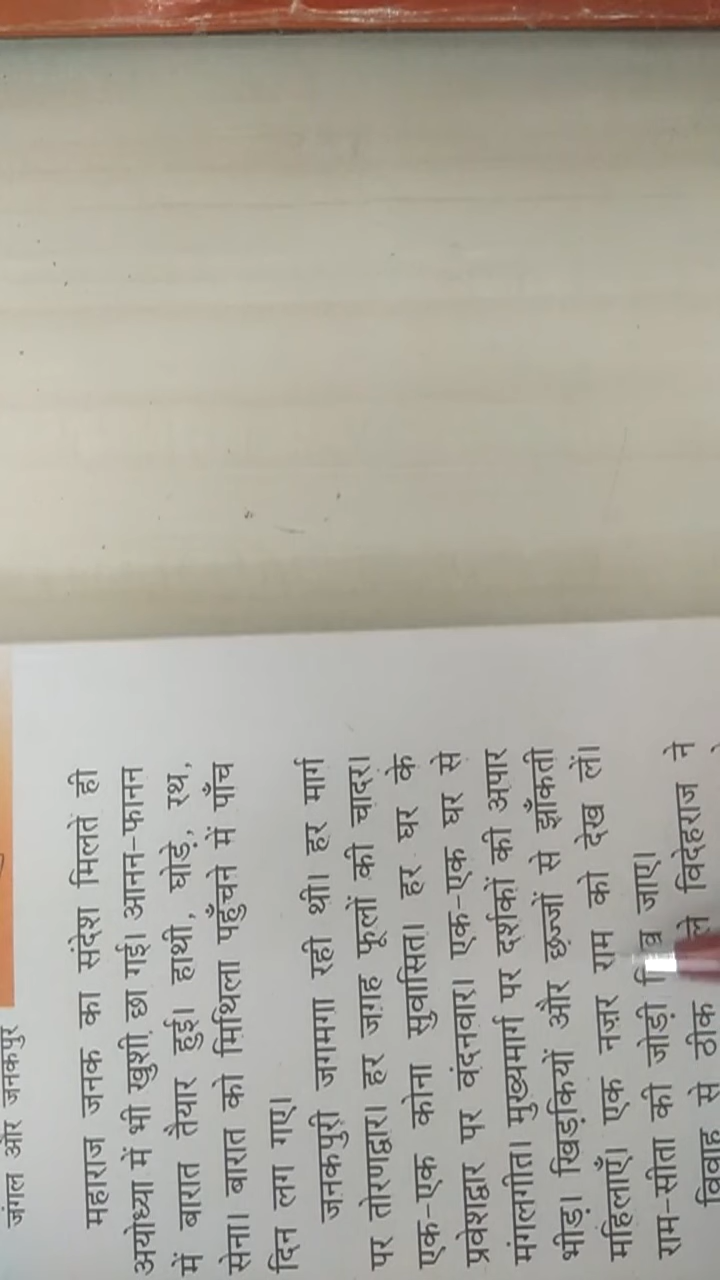 जंगल और जनकपुर
महाराज जनक का संदेश मिलते ही
अयोध्या में भी खुशी छा गई। आनन-फानन
में बारात तैयार हुई। हाथी, घोड़े, रथ,
सेना। बारात को मिथिला पहुँचने में पाँच
दिन लग गए।
जनकपुरी जगमगा रही थी। हर मार्ग
पर तोरणद्वार। हर जगह फूलों की चादर।
एक-एक कोना सुवासित। हर घर के
प्रवेशद्वार पर वंदनवार। एक-एक घर से
मंगलगीत। मुख्यमार्ग पर दर्शकों की अपार
भीड़। खिड़कियों और छज्जों से झाँकती
महिलाएँ। एक नज़र राम को देख लें।
राम-सीता की जोड़ी जाए।
विवाह से ठीक विदेहराज ने